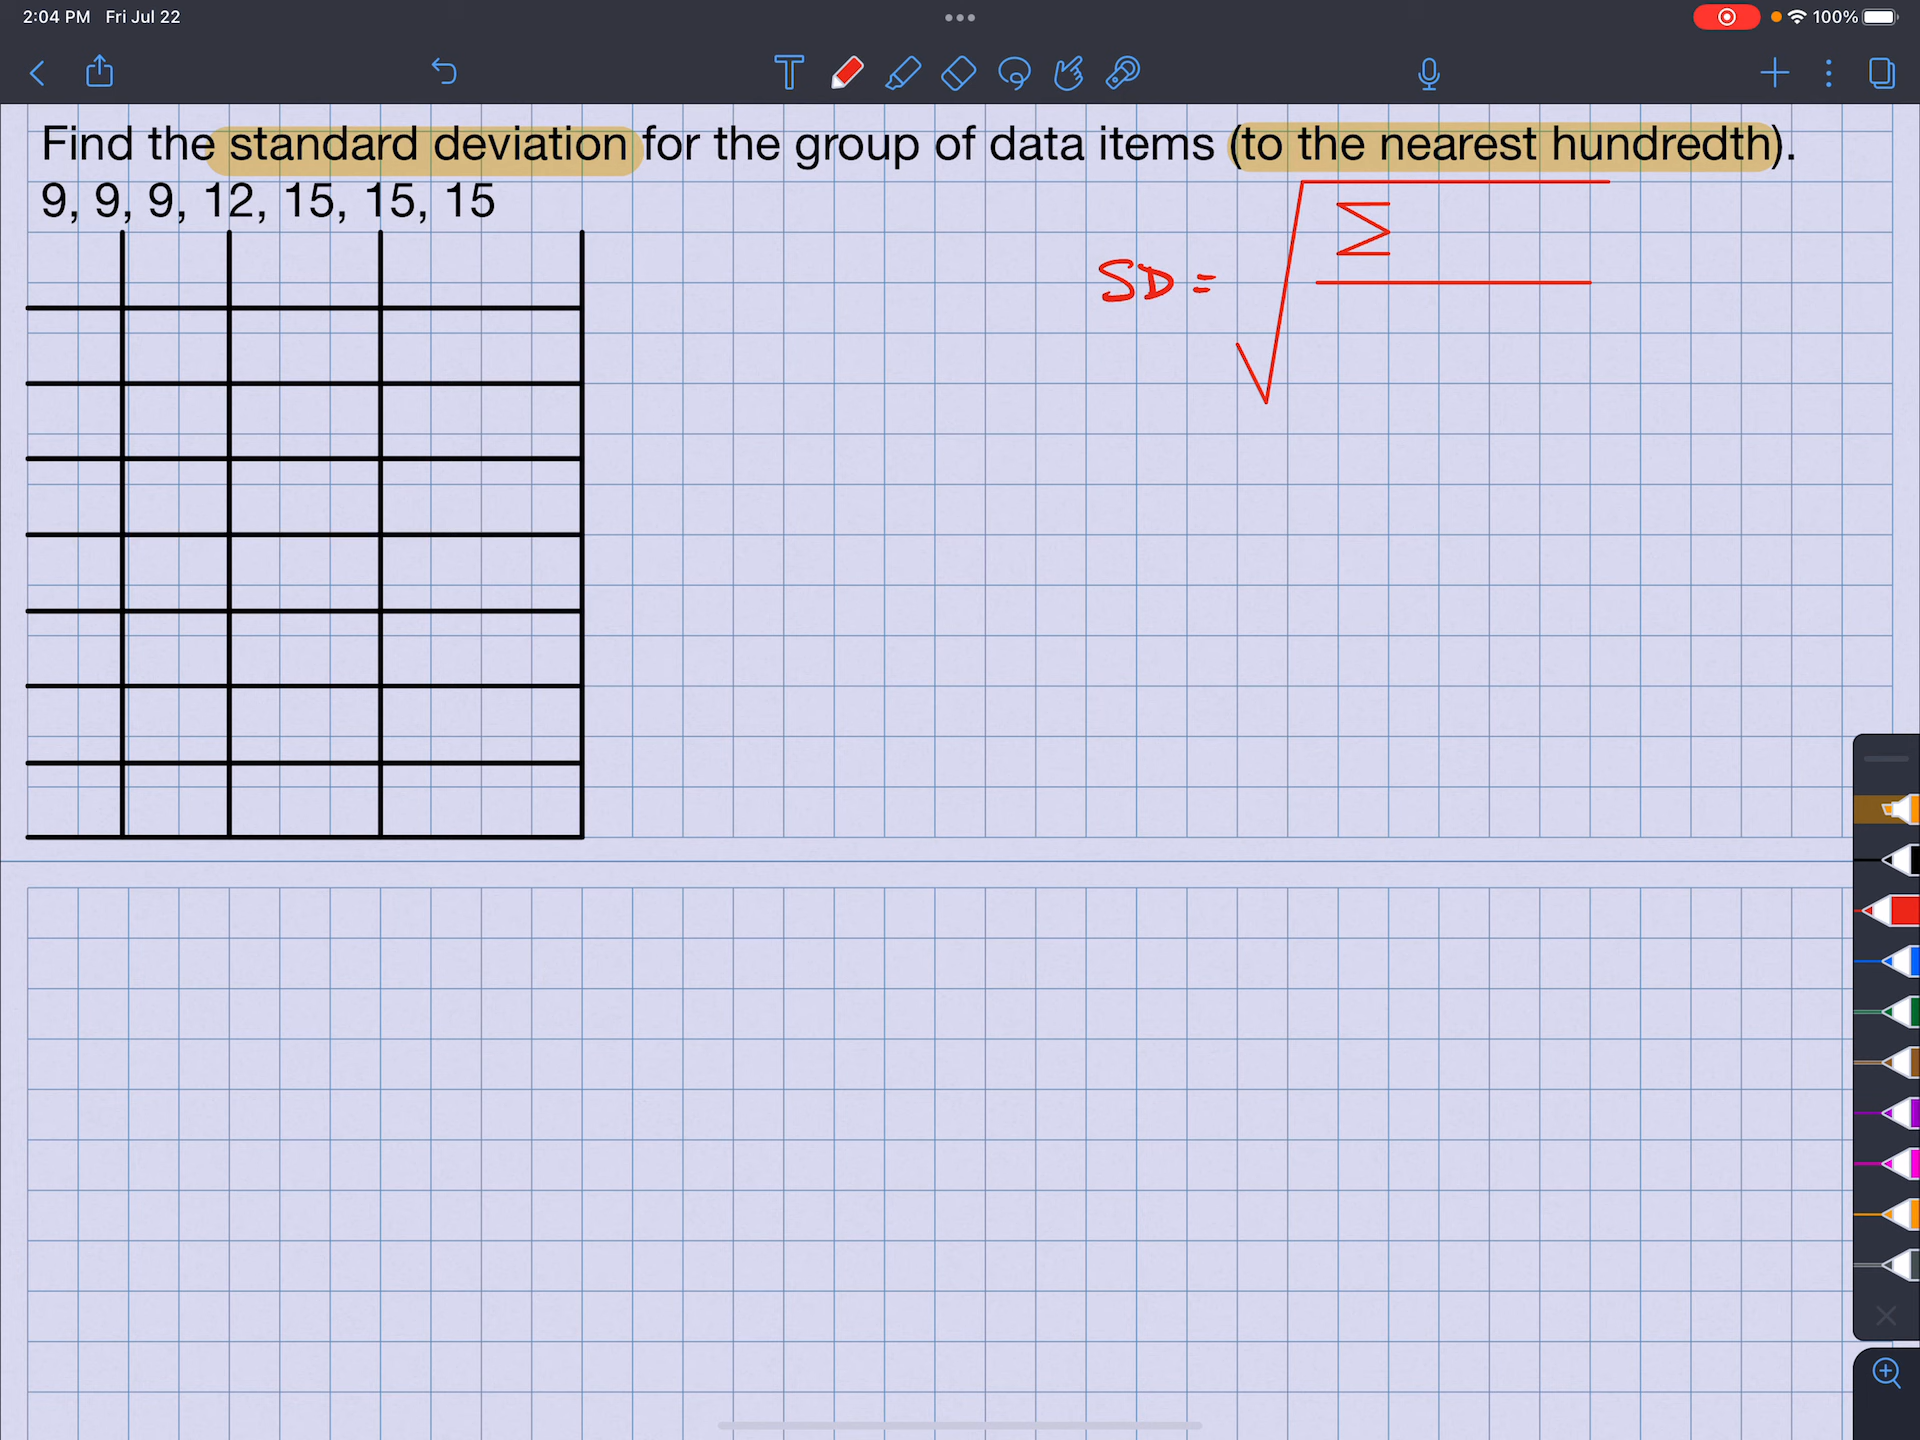 2:04 PM Fri Jul 22
100%
Find the standard deviation for the group of data items (to the nearest hundredth).
9, 9, 9, 12, 15, 15, 15
SD = √ Σ